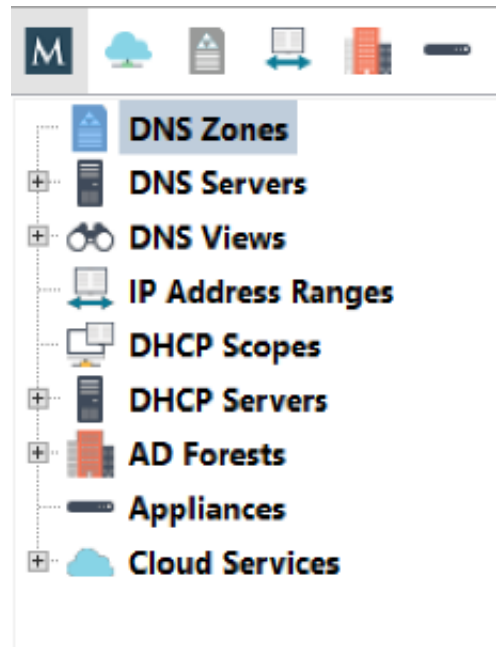 M
DNS Zones
DNS Servers
DNS Views
IP Address Ranges
DHCP Scopes
DHCP Servers
AD Forests
Appliances
Cloud Services